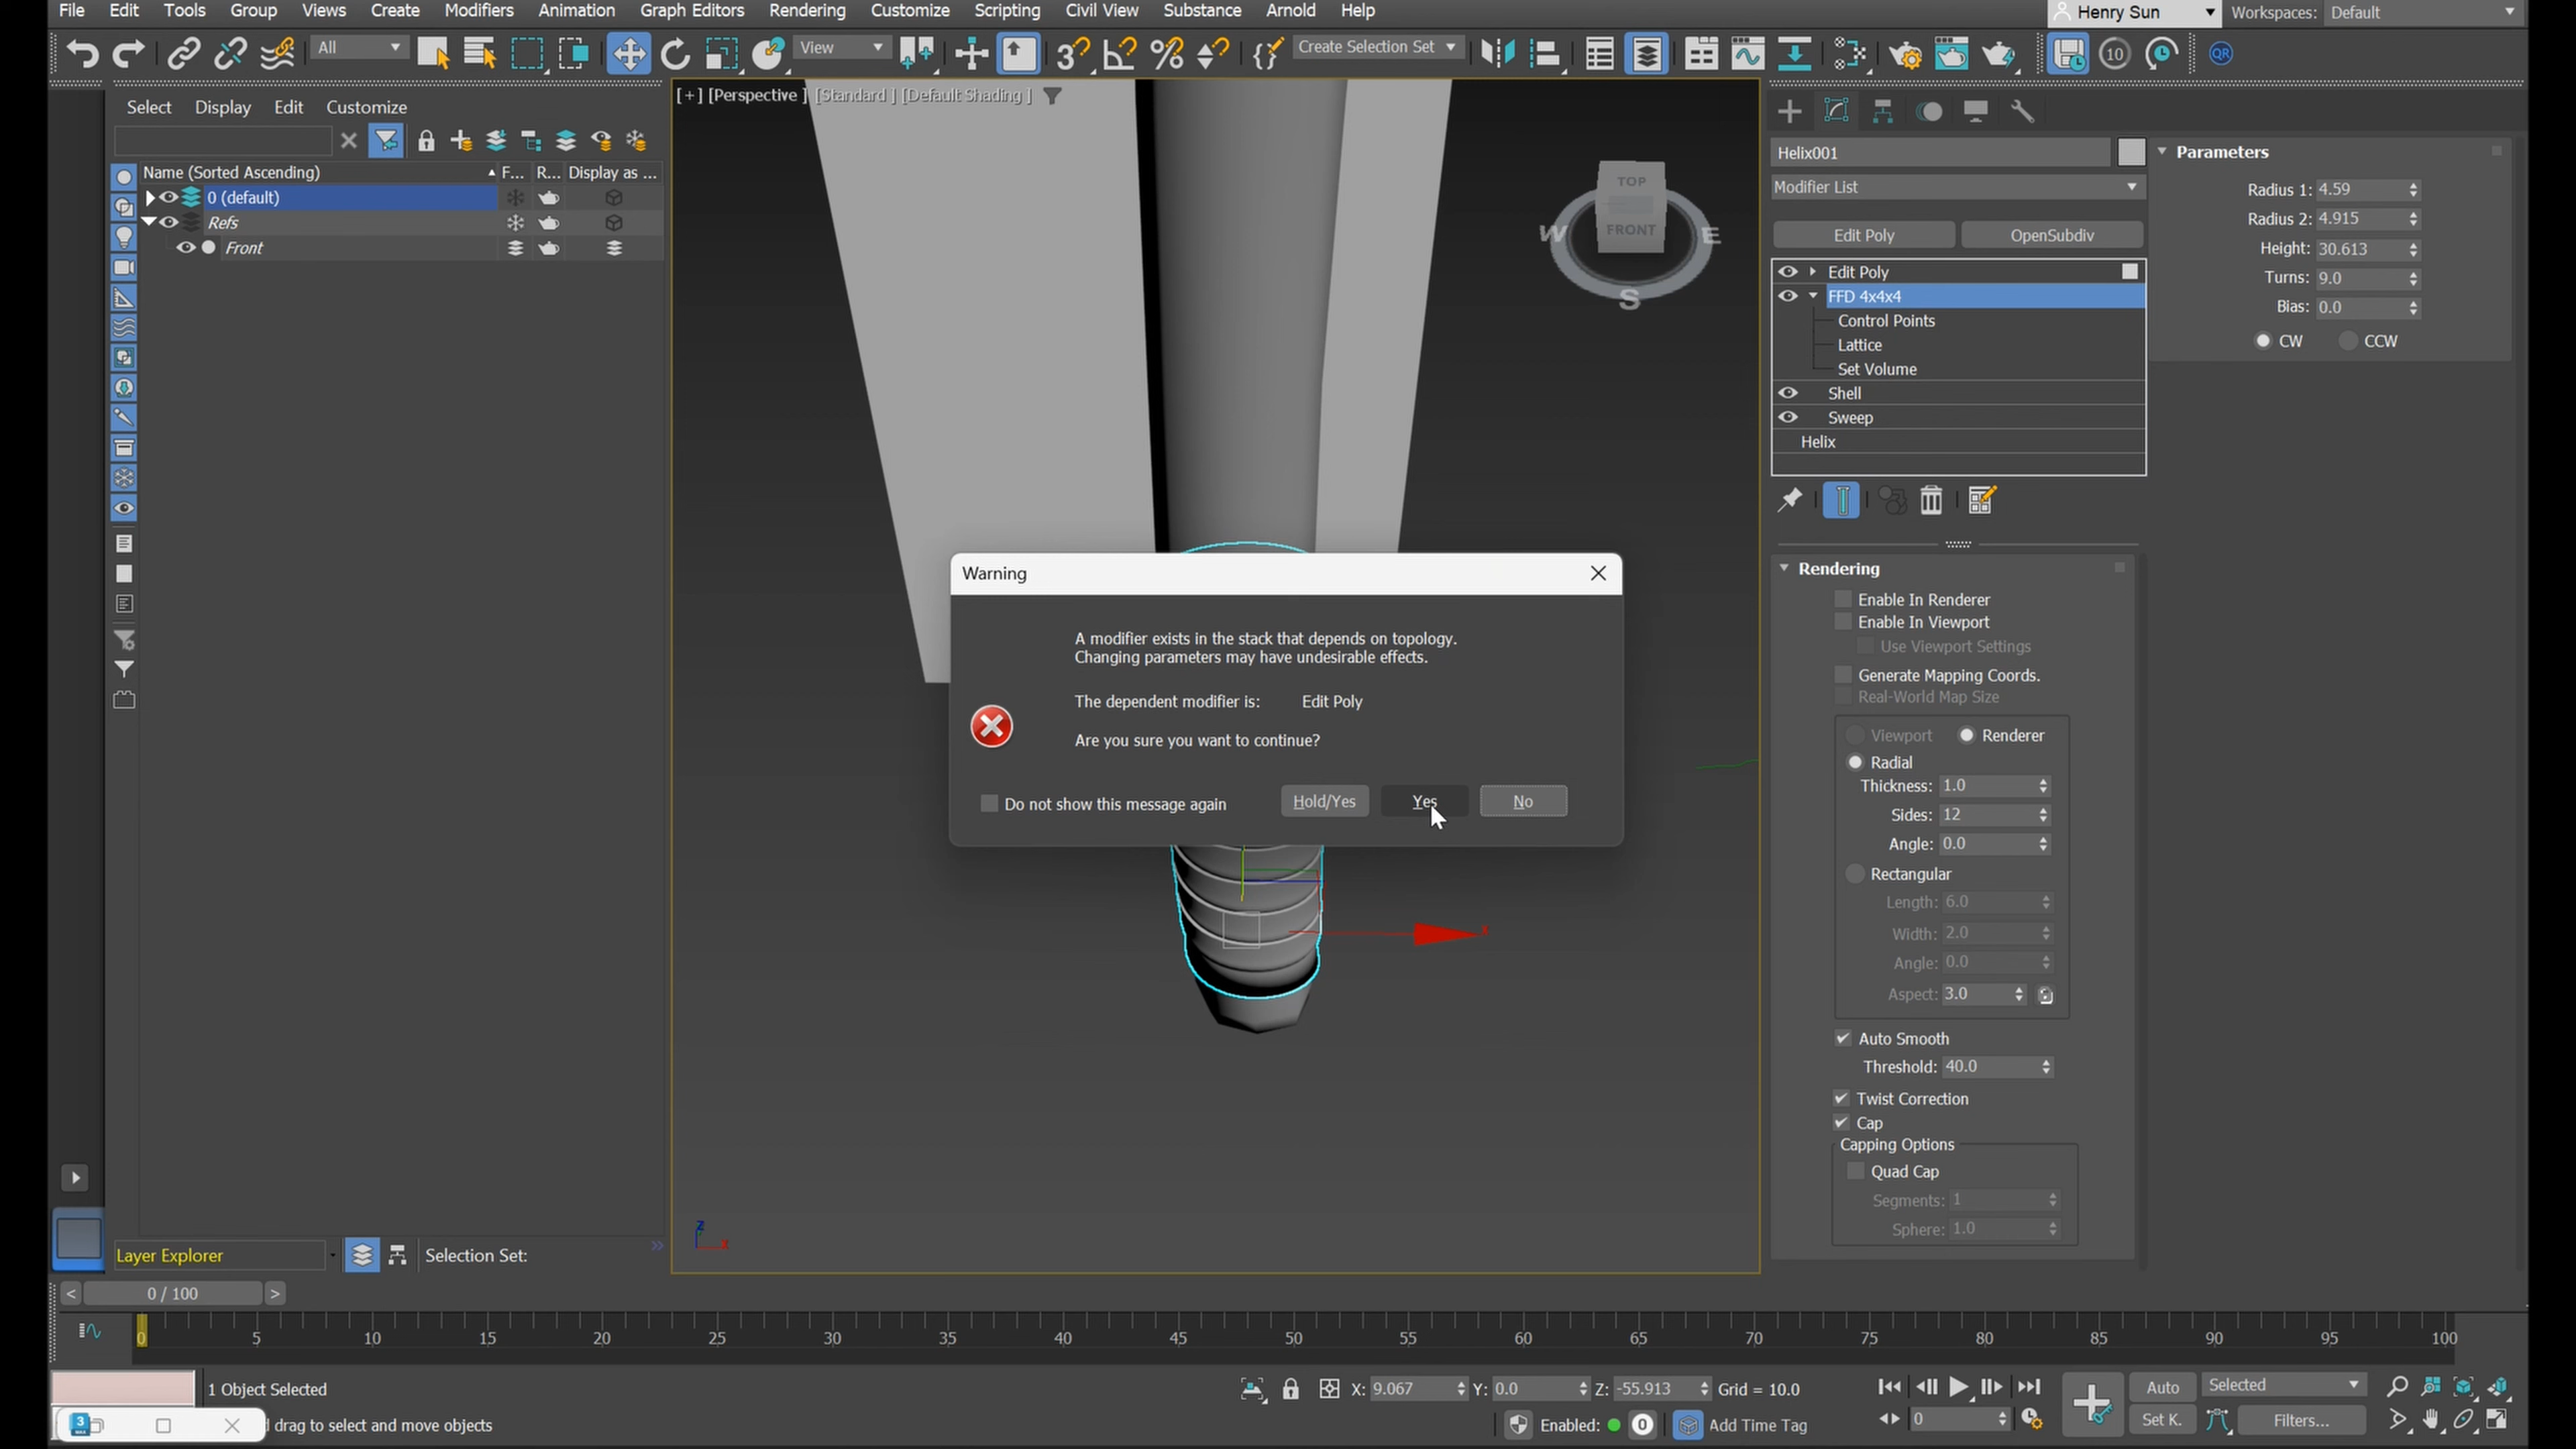 File Edit Tools Group Views Create Modifiers Animation Graph Editors Rendering Customize Scripting Civil View Substance Arnold Help
Henry Sun Workspaces: Default
All View Create Selection Set 10 QR
Select Display Edit Customize
Name (Sorted Ascending) F... R... Display as ...
0 (default)
Refs
Front
[+] [Perspective ] [Standard ] [Default Shading ]
TOP
FRONT
W E
S
Helix001
Modifier List
Edit Poly OpenSubdiv
Edit Poly
FFD 4x4x4
Control Points
Lattice
Set Volume
Shell
Sweep
Helix
Parameters
Radius 1: 4.59
Radius 2: 4.915
Height: 30.613
Turns: 9.0
Bias: 0.0
CW CCW
Warning
A modifier exists in the stack that depends on topology.
Changing parameters may have undesirable effects.
The dependent modifier is: Edit Poly
Are you sure you want to continue?
Do not show this message again Hold/Yes Yes No
x
Rendering
Enable In Renderer
Enable In Viewport
Use Viewport Settings
Generate Mapping Coords.
Real-World Map Size
Viewport Renderer
Radial
Thickness: 1.0
Sides: 12
Angle: 0.0
Rectangular
Length: 6.0
Width: 2.0
Angle: 0.0
Aspect: 3.0
Auto Smooth
Threshold: 40.0
Twist Correction
Cap
Capping Options
Quad Cap
Segments: 1
Sphere: 1.0
z
x
Layer Explorer Selection Set:
< 0 / 100 >
0 5 10 15 20 25 30 35 40 45 50 55 60 65 70 75 80 85 90 95 100
1 Object Selected X: 9.067 Y: 0.0 Z: -55.913 Grid = 10.0 Auto Selected
3 drag to select and move objects Enabled: 0 Add Time Tag 0 Set K. Filters...